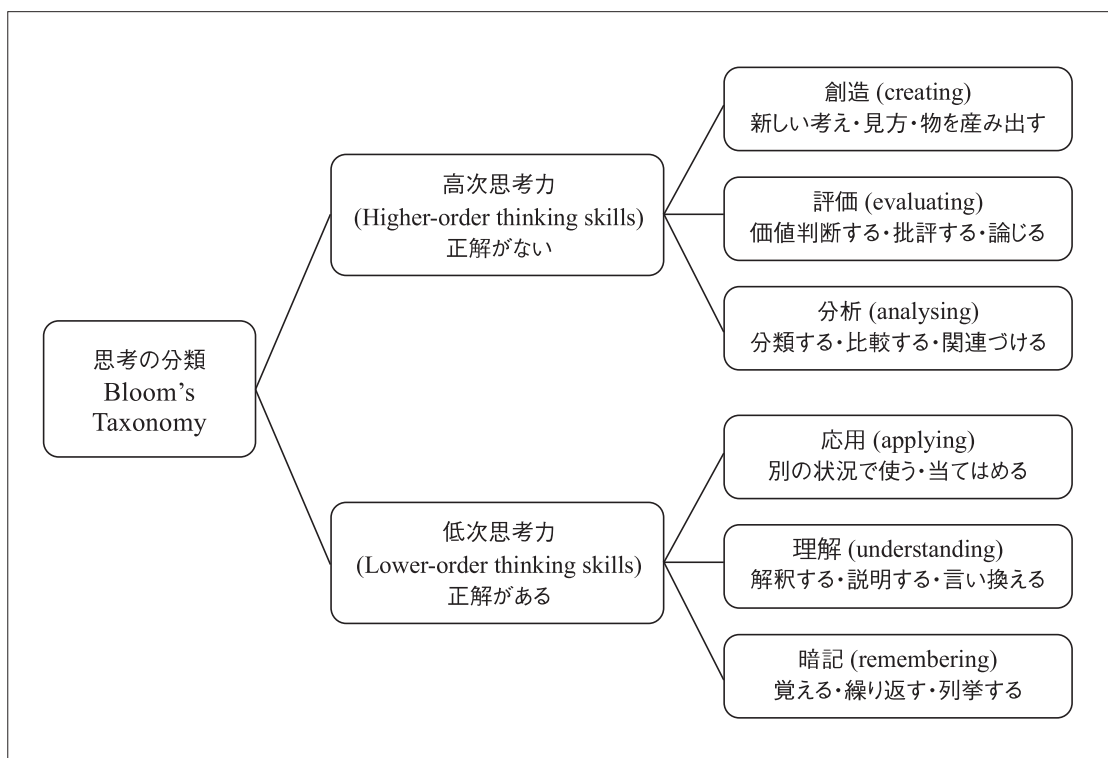 思考の分類
Bloom's
Taxonomy
高次思考力
(Higher-order thinking skills)
正解がない
創造 (creating)
新しい考え・見方・物を産み出す
評価 (evaluating)
価値判断する・批評する・論じる
分析 (analysing)
分類する・比較する・関連づける
低次思考力
(Lower-order thinking skills)
正解がある
応用 (applying)
別の状況で使う・当てはめる
理解 (understanding)
解釈する・説明する・言い換える
暗記 (remembering)
覚える・繰り返す・列挙する